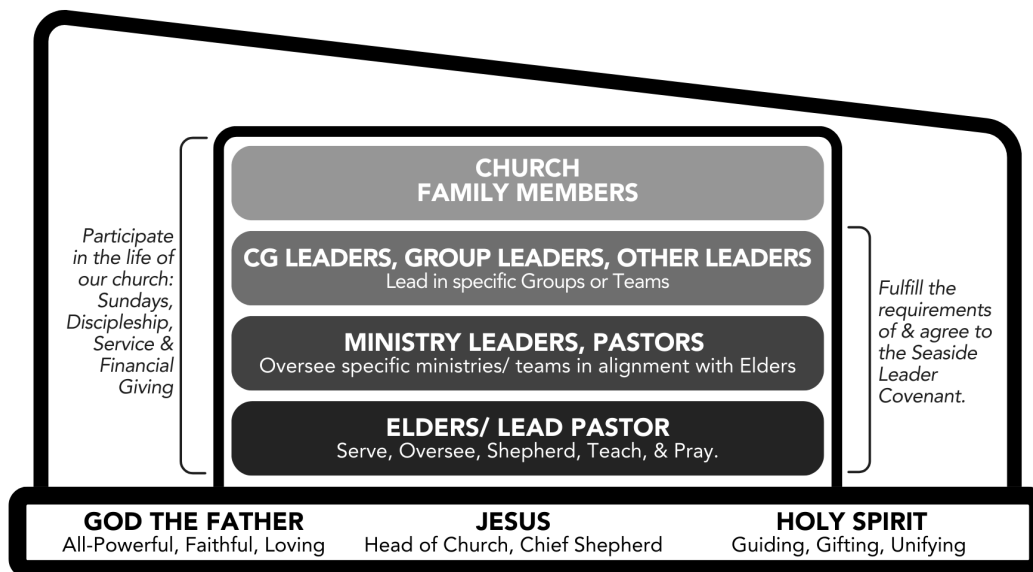 CHURCH
FAMILY MEMBERS
CG LEADERS, GROUP LEADERS, OTHER LEADERS
Lead in specific Groups or Teams
MINISTRY LEADERS, PASTORS
Oversee specific ministries/ teams in alignment with Elders
ELDERS/ LEAD PASTOR
Serve, Oversee, Shepherd, Teach, & Pray.
Participate
in the life of
our church:
Sundays,
Discipleship,
Service &
Financial
Giving
Fulfill the
requirements
of & agree to
the Seaside
Leader
Covenant.
GOD THE FATHER
All-Powerful, Faithful, Loving
JESUS
Head of Church, Chief Shepherd
HOLY SPIRIT
Guiding, Gifting, Unifying